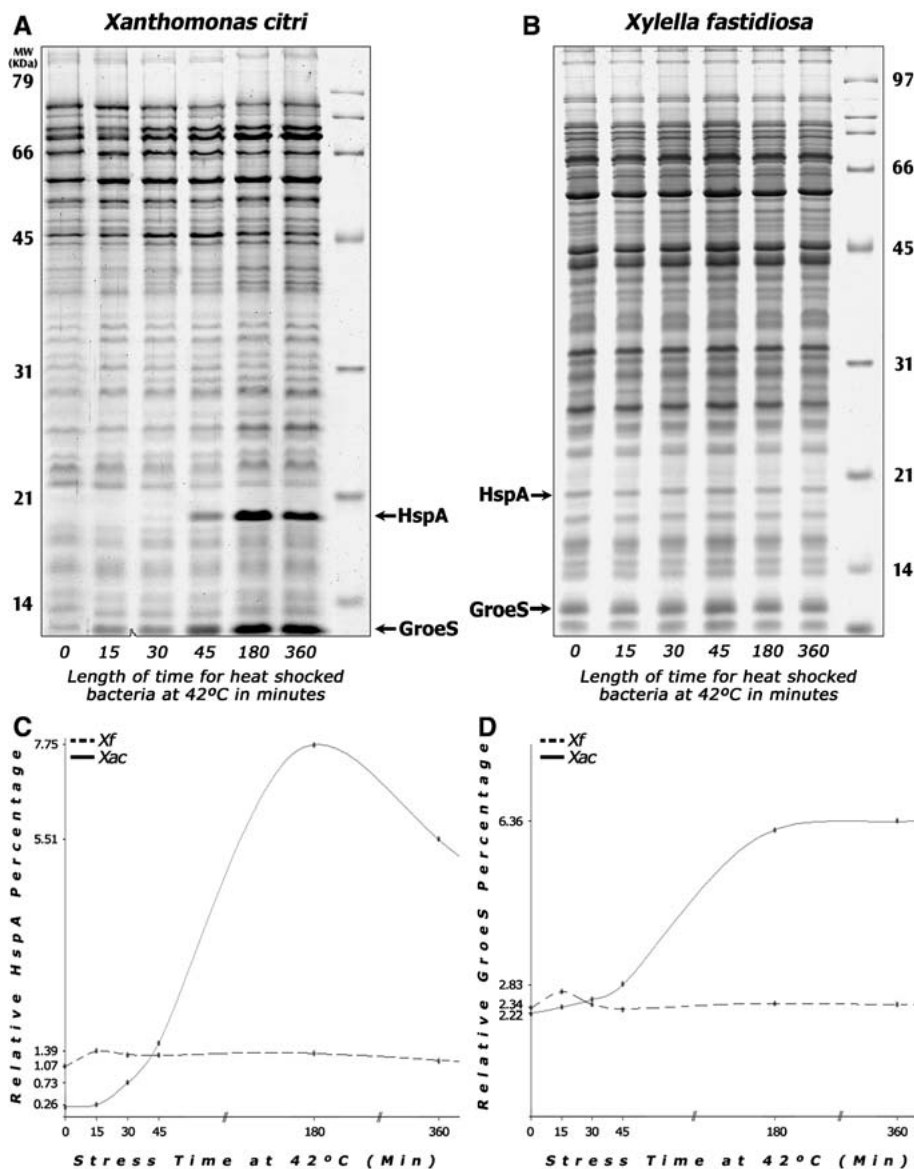 A
Xanthomonas citri
MW
(KDa)
79
66
45
31
21
14
←HspA
←GroeS
0 15 30 45 180 360
Length of time for heat shocked
bacteria at 42ºC in minutes
B
Xylella fastidiosa
97
66
45
31
21
14
HspA→
GroeS→
0 15 30 45 180 360
Length of time for heat shocked
bacteria at 42ºC in minutes
C
Xf
Xac
Relative HspA Percentage
7.75
5.51
1.39
1.07
0.73
0.26
0 15 30 45 // 180 // 360
Stress Time at 42ºC (Min)
D
Xf
Xac
Relative GroeS Percentage
6.36
2.83
2.34
2.22
0 15 30 45 // 180 // 360
Stress Time at 42ºC (Min)